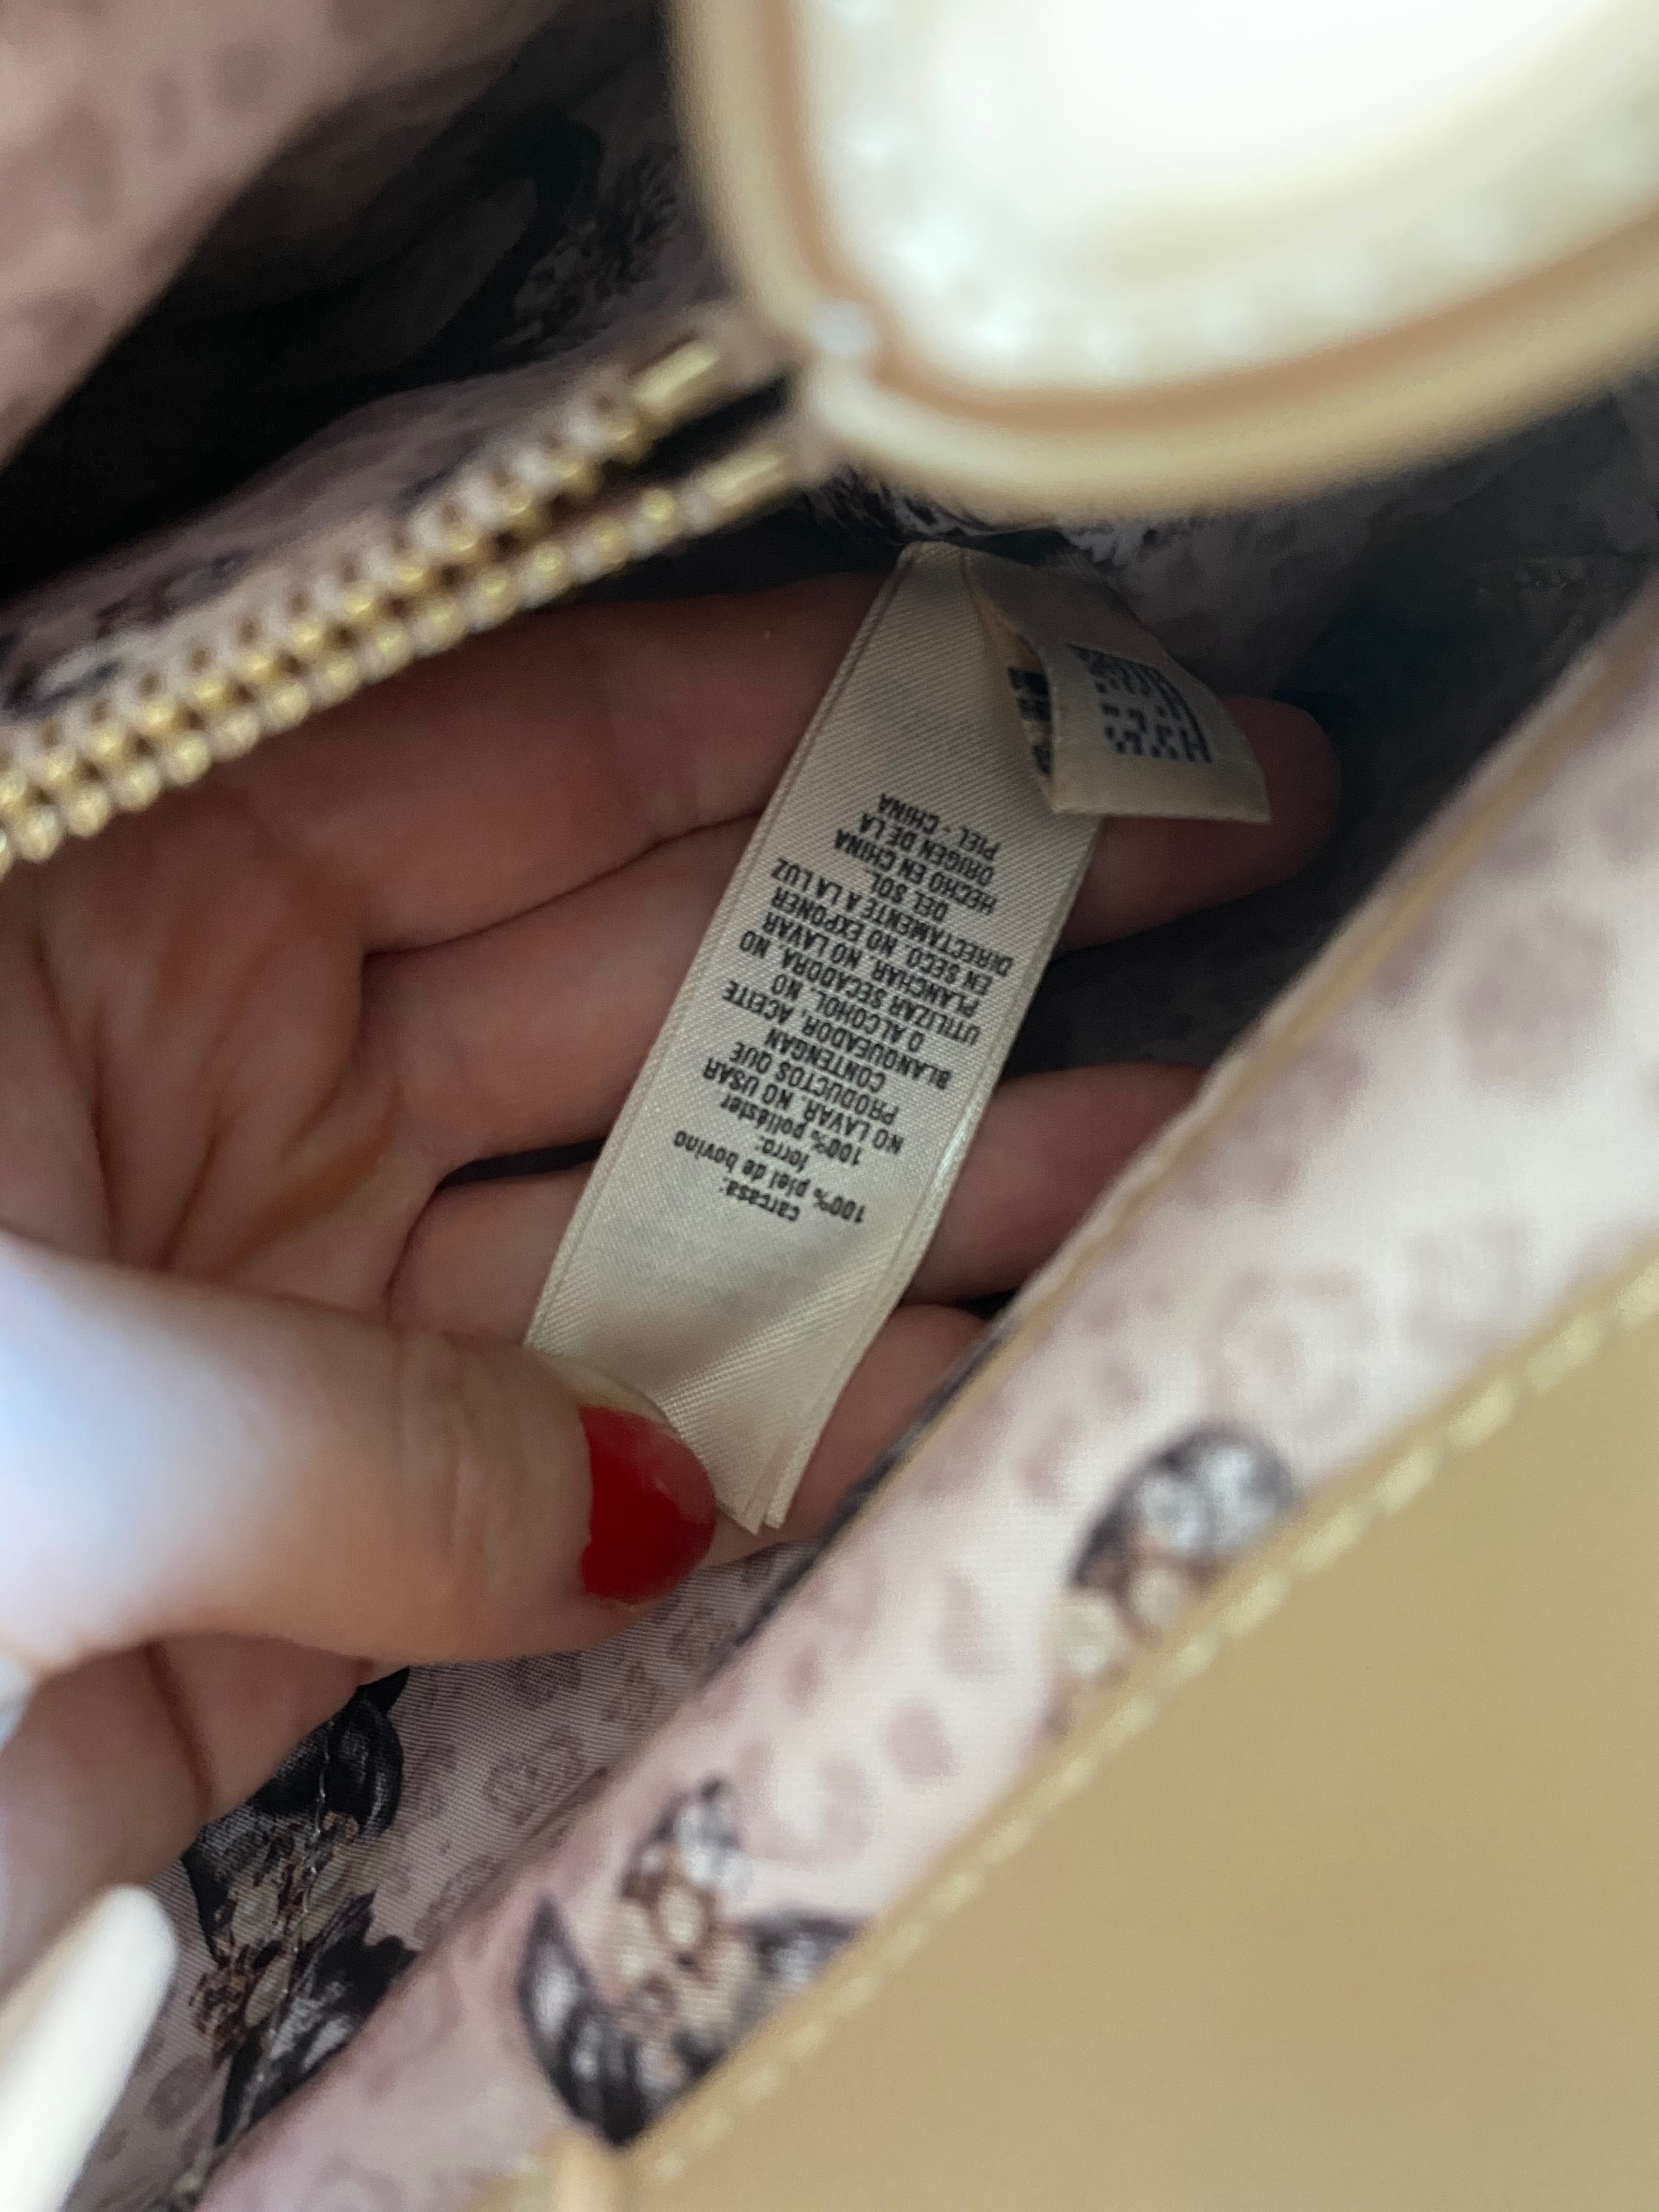 carcasa:
100% piel de bovino
forro:
100% poliéster
NO LAVAR. NO USAR
PRODUCTOS QUE
CONTENGAN
BLANQUEADOR, ACEITE
O ALCOHOL. NO
UTILIZAR SECADORA. NO
PLANCHAR. NO LAVAR
EN SECO. NO EXPONER
DIRECTAMENTE A LA LUZ
DEL SOL.
HECHO EN CHINA
ORIGEN DE LA
PIEL - CHINA